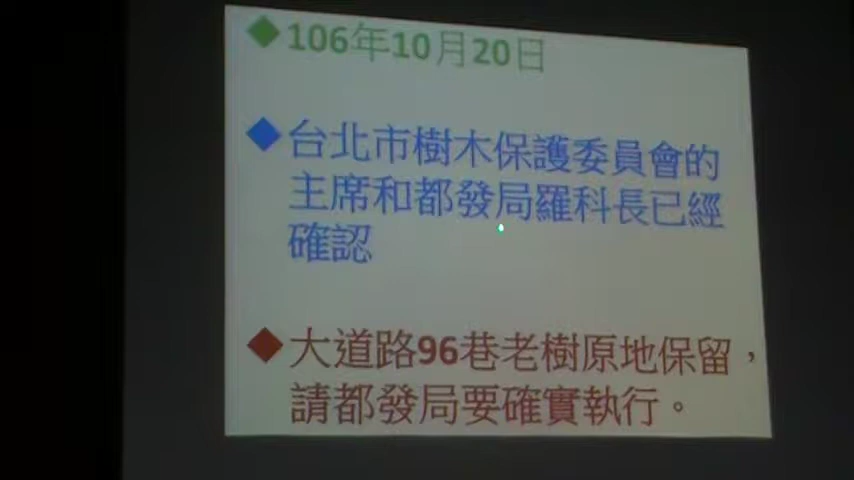 ◆106年10月20日
◆台北市樹木保護委員會的
主席和都發局羅科長已經
確認
◆大道路96巷老樹原地保留，
請都發局要確實執行。